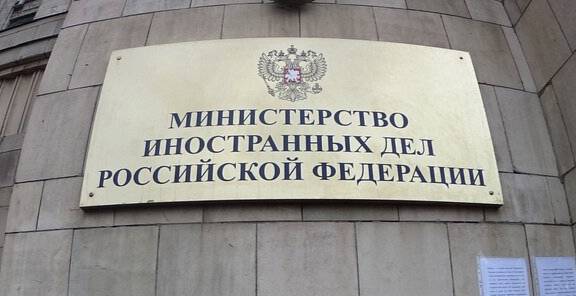 МИНИСТЕРСТВО
ИНОСТРАННЫХ ДЕЛ
РОССИЙСКОЙ ФЕДЕРАЦИИ